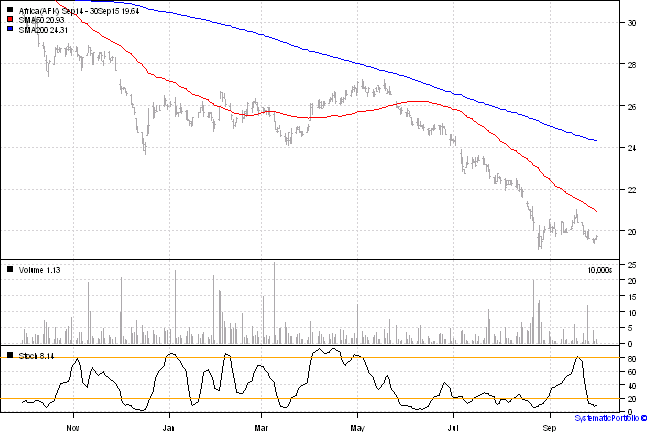 Africa(AFK) Sep14 - 30Sep15 19.64
SMA50 20.93
SMA200 24.31
30
28
26
24
22
20
Volume 1.13
10,000s
25
20
15
10
5
0
Stoch 8.14
80
60
40
20
0
Nov Jan Mar May Jul Sep
SystematicPortfolio ©